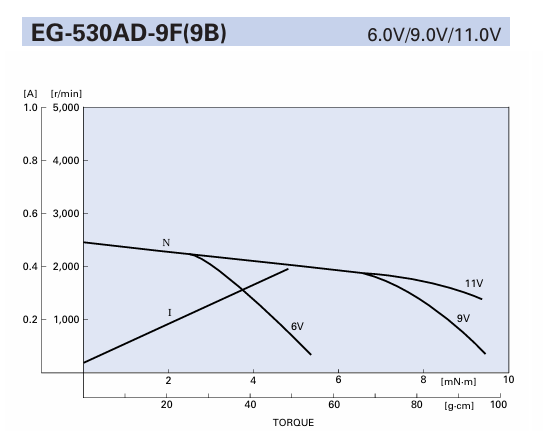 EG-530AD-9F(9B) 6.0V/9.0V/11.0V
[A] [r/min]
1.0 5,000
0.8 4,000
0.6 3,000
N
0.4 2,000
11V
I
9V
0.2 1,000
6V
2 4 6 8 [mN·m] 10
20 40 60 80 [g·cm] 100
TORQUE